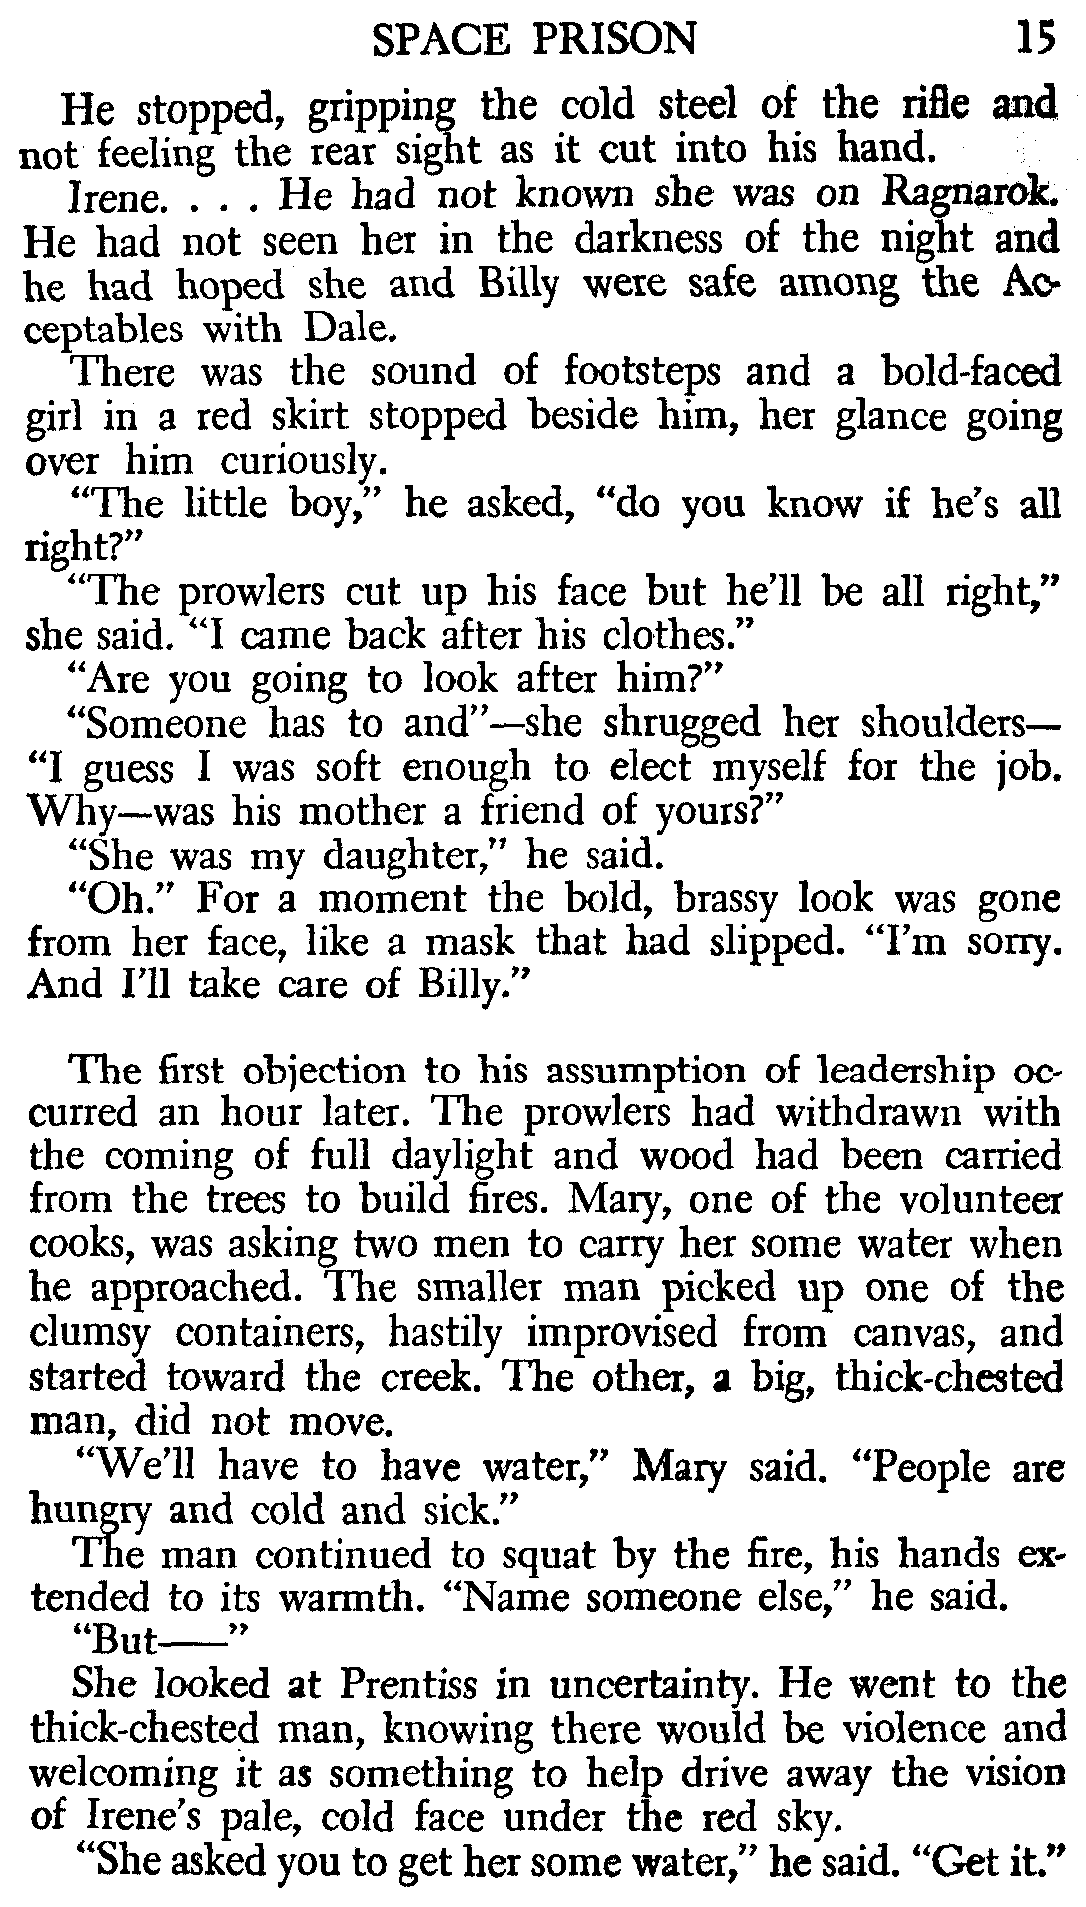 SPACE PRISON 15
He stopped, gripping the cold steel of the rifle and
not feeling the rear sight as it cut into his hand.
Irene. . . . He had not known she was on Ragnarok.
He had not seen her in the darkness of the night and
he had hoped she and Billy were safe among the Ac-
ceptables with Dale.
There was the sound of footsteps and a bold-faced
girl in a red skirt stopped beside him, her glance going
over him curiously.
“The little boy,” he asked, “do you know if he’s all
right?”
“The prowlers cut up his face but he’ll be all right,”
she said. “I came back after his clothes.”
“Are you going to look after him?”
“Someone has to and”—she shrugged her shoulders—
“I guess I was soft enough to elect myself for the job.
Why—was his mother a friend of yours?”
“She was my daughter,” he said.
“Oh.” For a moment the bold, brassy look was gone
from her face, like a mask that had slipped. “I’m sorry.
And I’ll take care of Billy.”
The first objection to his assumption of leadership oc-
curred an hour later. The prowlers had withdrawn with
the coming of full daylight and wood had been carried
from the trees to build fires. Mary, one of the volunteer
cooks, was asking two men to carry her some water when
he approached. The smaller man picked up one of the
clumsy containers, hastily improvised from canvas, and
started toward the creek. The other, a big, thick-chested
man, did not move.
“We’ll have to have water,” Mary said. “People are
hungry and cold and sick.”
The man continued to squat by the fire, his hands ex-
tended to its warmth. “Name someone else,” he said.
“But——”
She looked at Prentiss in uncertainty. He went to the
thick-chested man, knowing there would be violence and
welcoming it as something to help drive away the vision
of Irene’s pale, cold face under the red sky.
“She asked you to get her some water,” he said. “Get it.”